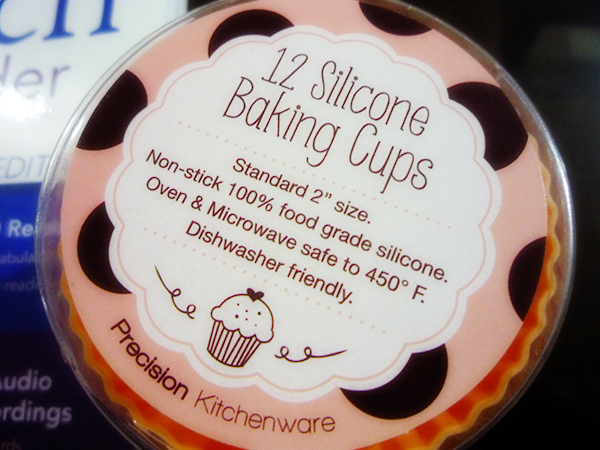 12 Silicone
Baking Cups
Standard 2" size.
Non-stick 100% food grade silicone.
Oven & Microwave safe to 450° F.
Dishwasher friendly.
Precision Kitchenware